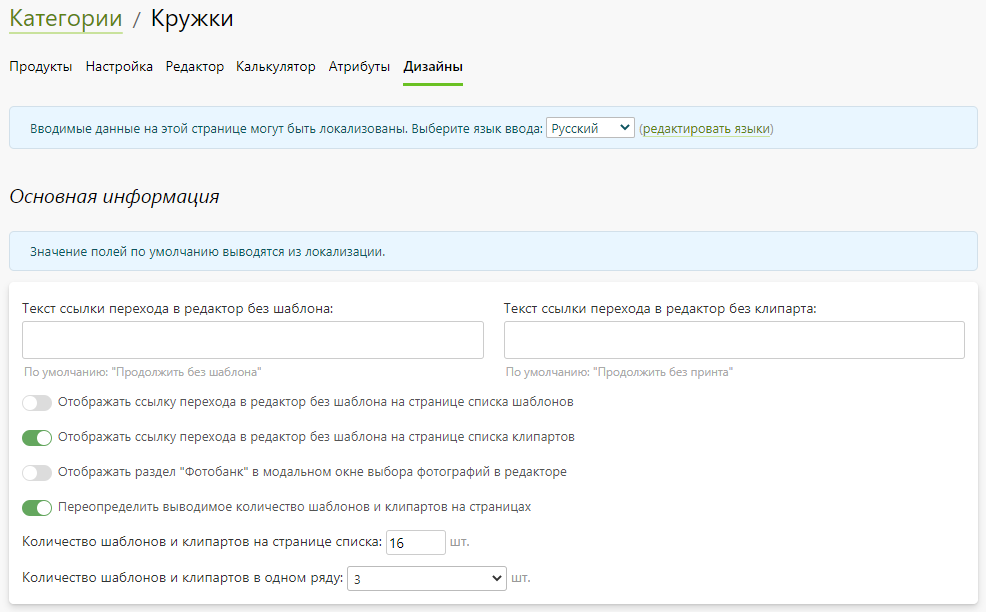 Категории / Кружки
Продукты Настройка Редактор Калькулятор Атрибуты Дизайны
Вводимые данные на этой странице могут быть локализованы. Выберите язык ввода: Русский (редактировать языки)
Основная информация
Значение полей по умолчанию выводятся из локализации.
Текст ссылки перехода в редактор без шаблона: Текст ссылки перехода в редактор без клипарта:
По умолчанию: "Продолжить без шаблона" По умолчанию: "Продолжить без принта"
Отображать ссылку перехода в редактор без шаблона на странице списка шаблонов
Отображать ссылку перехода в редактор без шаблона на странице списка клипартов
Отображать раздел "Фотобанк" в модальном окне выбора фотографий в редакторе
Переопределить выводимое количество шаблонов и клипартов на страницах
Количество шаблонов и клипартов на странице списка: 16 шт.
Количество шаблонов и клипартов в одном ряду: 3 шт.